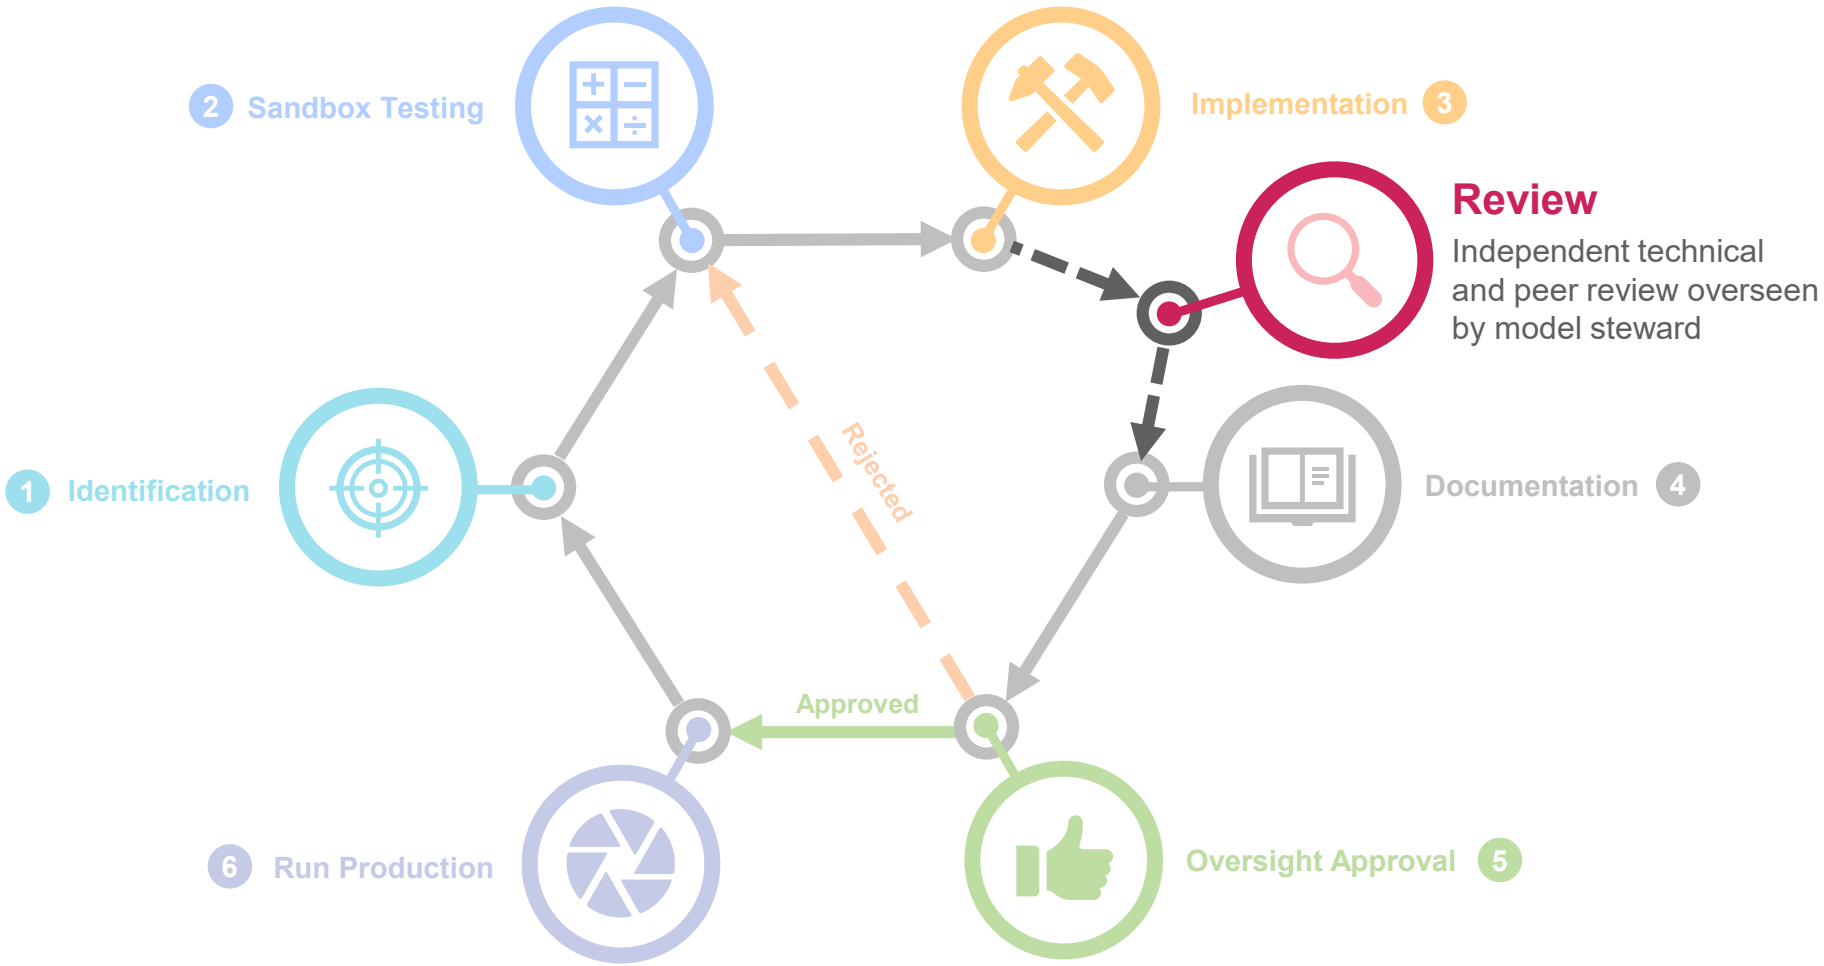 2 Sandbox Testing
Implementation 3
Review
Independent technical
and peer review overseen
by model steward
1 Identification
Rejected
Documentation 4
Approved
6 Run Production
Oversight Approval 5